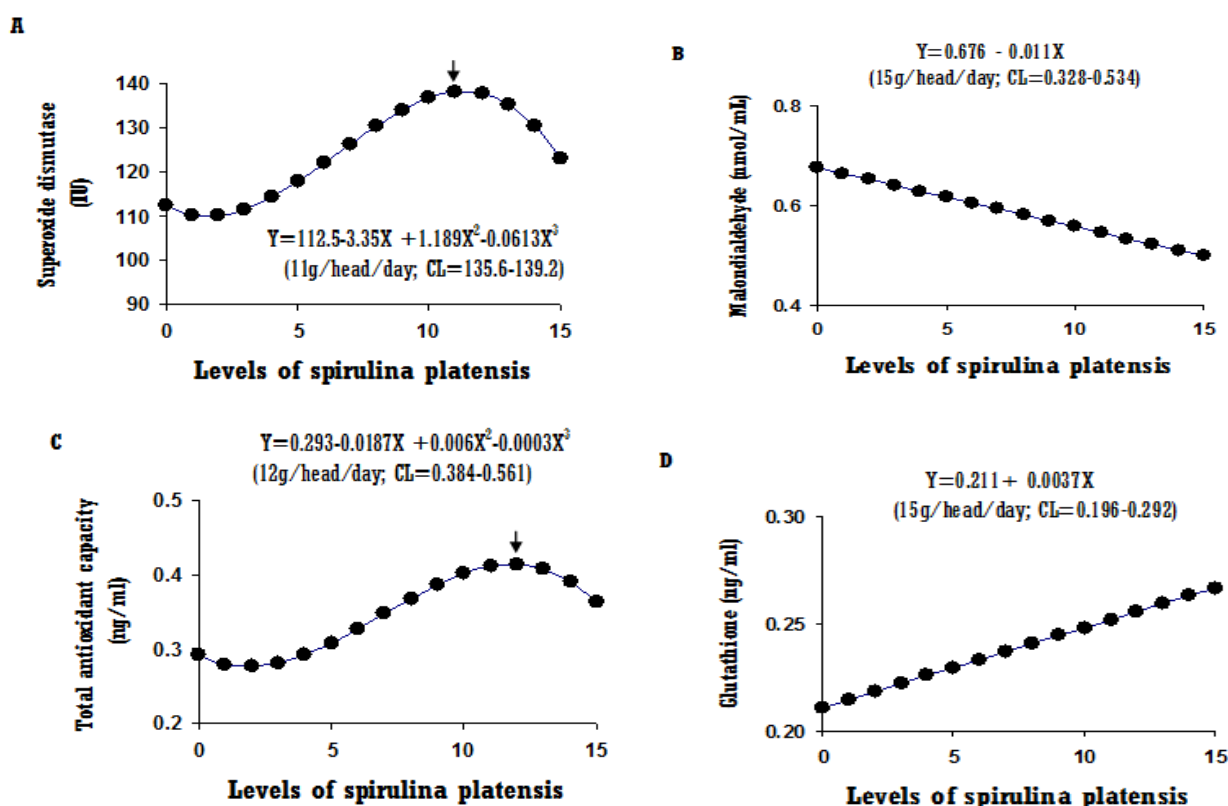 A
Superoxide dismutase
(IU)
140
130
120
110
100
90
Y=112.5-3.35X +1.189X²-0.0613X³
(11g/head/day; CL=135.6-139.2)
0 5 10 15
Levels of spirulina platensis
B
Y=0.676 - 0.011X
(15g/head/day; CL=0.328-0.534)
Malondialdehyde (nmol/mL)
0.8
0.6
0.4
0 5 10 15
Levels of spirulina platensis
C
Y=0.293-0.0187X +0.006X²-0.0003X³
(12g/head/day; CL=0.384-0.561)
Total antioxidant capacity
(ng/ml)
0.5
0.4
0.3
0.2
0 5 10 15
Levels of spirulina platensis
D
Y=0.211+ 0.0037X
(15g/head/day; CL=0.196-0.292)
Glutathione (ng/ml)
0.30
0.25
0.20
0 5 10 15
Levels of spirulina platensis